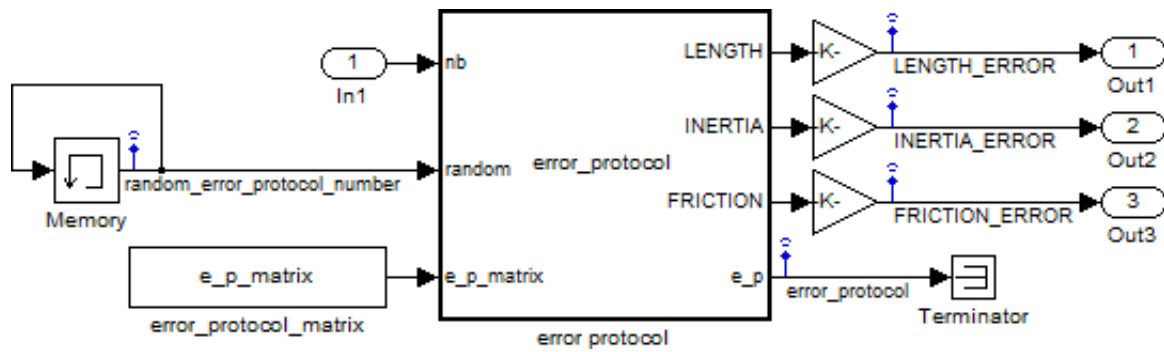 1
In1
Memory
random_error_protocol_number
e_p_matrix
error_protocol_matrix
nb
random
e_p_matrix
error_protocol
LENGTH
INERTIA
FRICTION
e_p
error protocol
K-
K-
K-
LENGTH_ERROR
INERTIA_ERROR
FRICTION_ERROR
error_protocol
1
Out1
2
Out2
3
Out3
Terminator